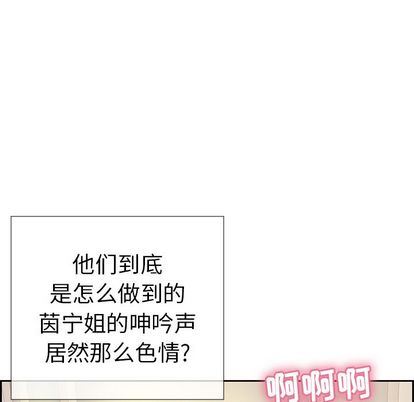 他们到底
是怎么做到的
茵宁姐的呻吟声
居然那么色情?
啊啊啊